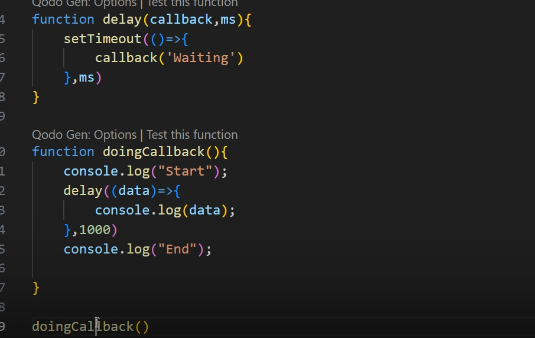 Qodo Gen: Options | Test this function
4 function delay(callback,ms){
5 setTimeout(()=>{
6 callback('Waiting')
7 },ms)
8 }
Qodo Gen: Options | Test this function
0 function doingCallback(){
1 console.log("Start");
2 delay((data)=>{
3 console.log(data);
4 },1000)
5 console.log("End");
6
7 }
8
9 doingCallback()